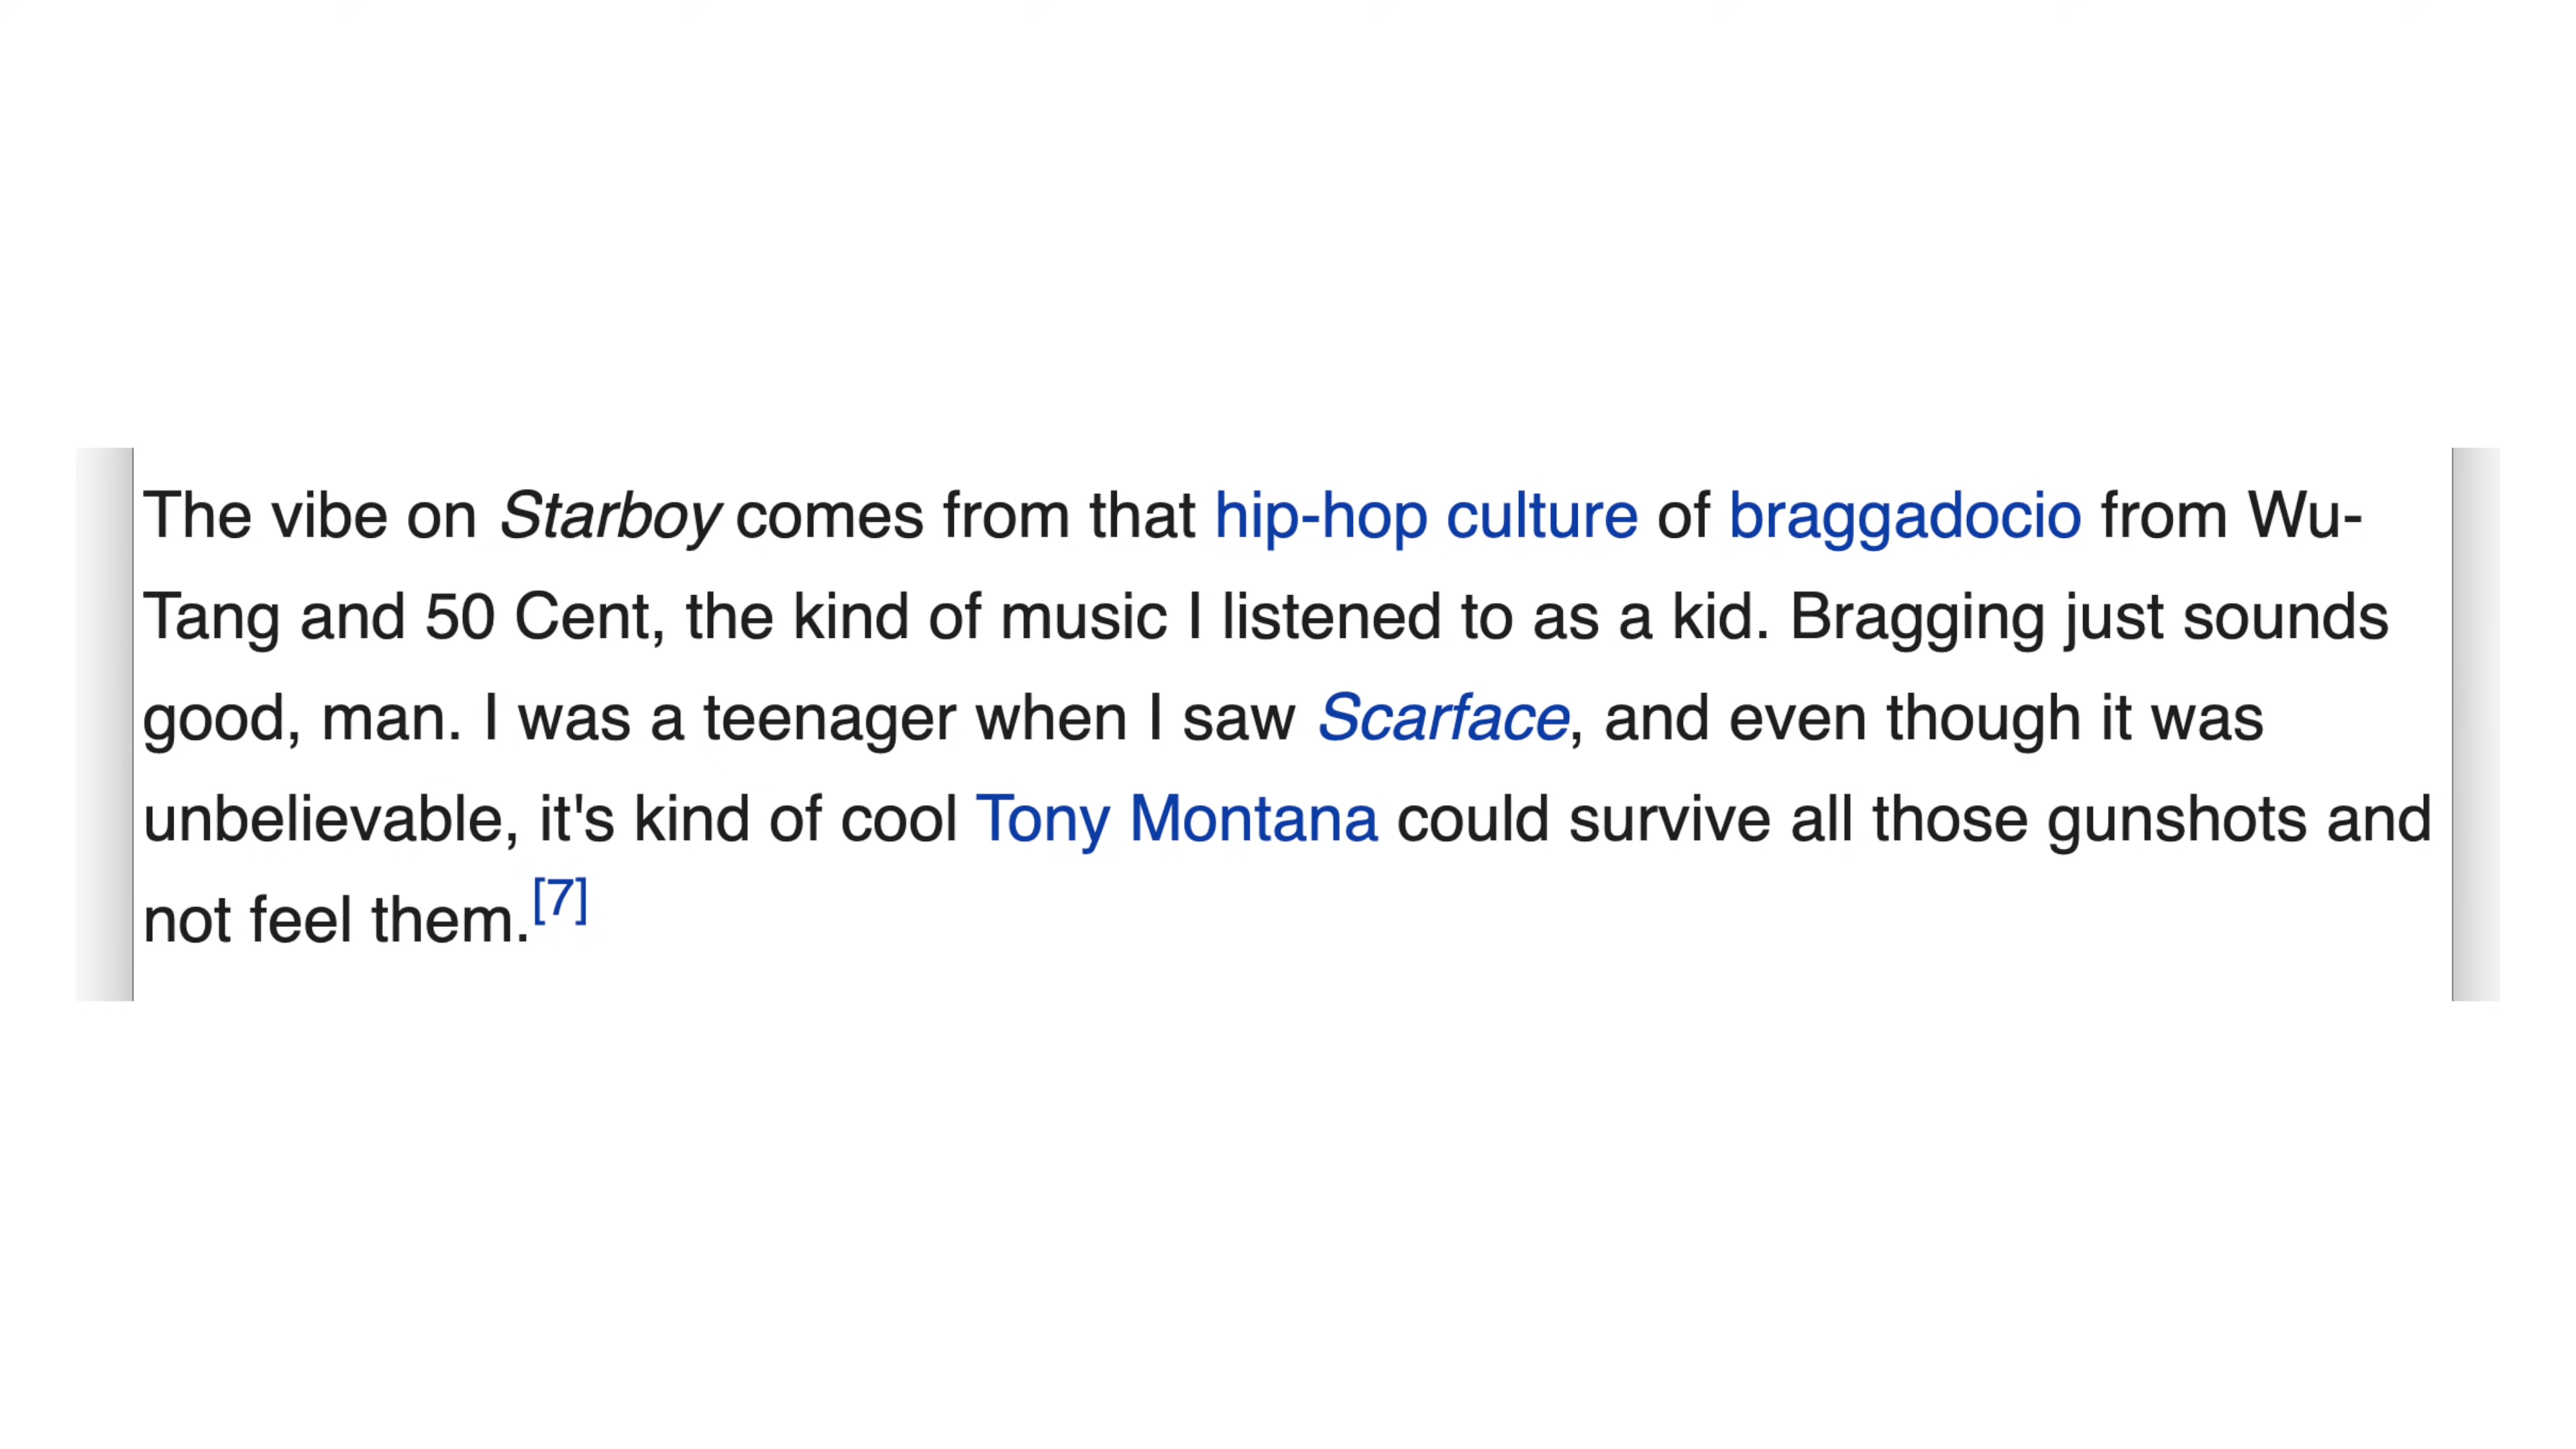 The vibe on Starboy comes from that hip-hop culture of braggadocio from Wu-
Tang and 50 Cent, the kind of music I listened to as a kid. Bragging just sounds
good, man. I was a teenager when I saw Scarface, and even though it was
unbelievable, it's kind of cool Tony Montana could survive all those gunshots and
not feel them.[7]